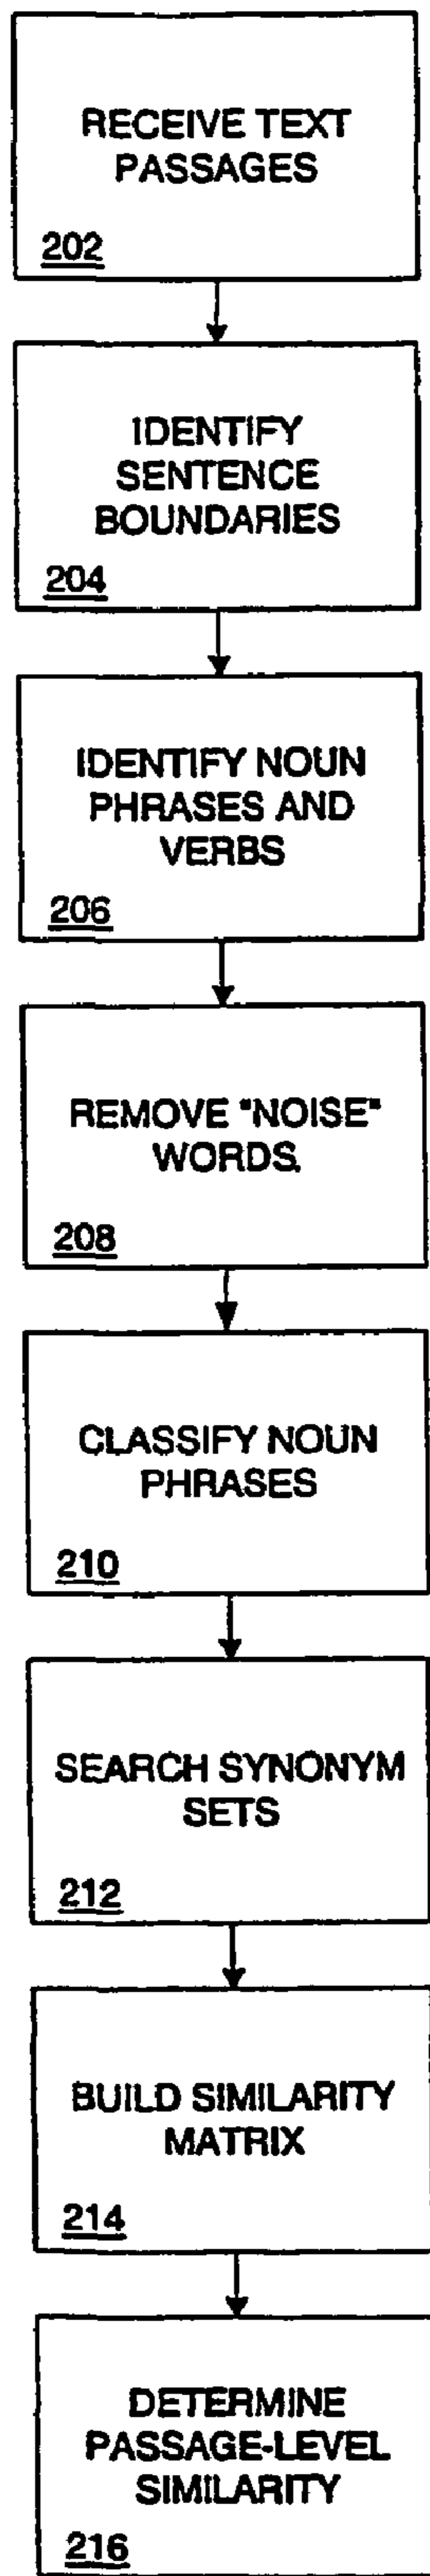 RECEIVE TEXT
PASSAGES
202
IDENTIFY
SENTENCE
BOUNDARIES
204
IDENTIFY NOUN
PHRASES AND
VERBS
206
REMOVE "NOISE"
WORDS.
208
CLASSIFY NOUN
PHRASES
210
SEARCH SYNONYM
SETS
212
BUILD SIMILARITY
MATRIX
214
DETERMINE
PASSAGE-LEVEL
SIMILARITY
216